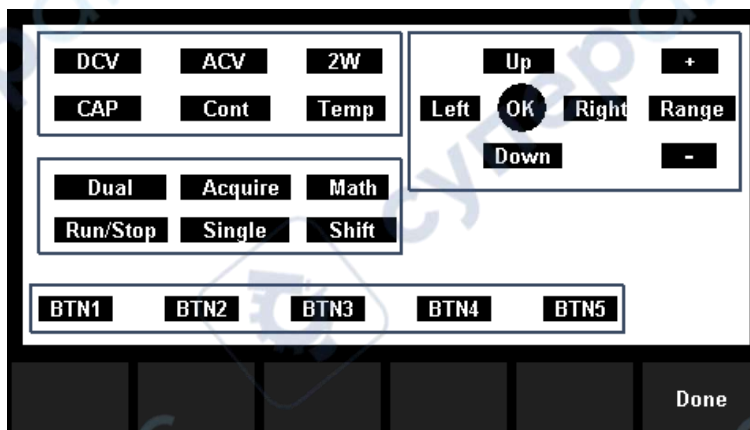 DCV ACV 2W
CAP Cont Temp
Up +
Left OK Right Range
Down -
Dual Acquire Math
Run/Stop Single Shift
BTN1 BTN2 BTN3 BTN4 BTN5
Done